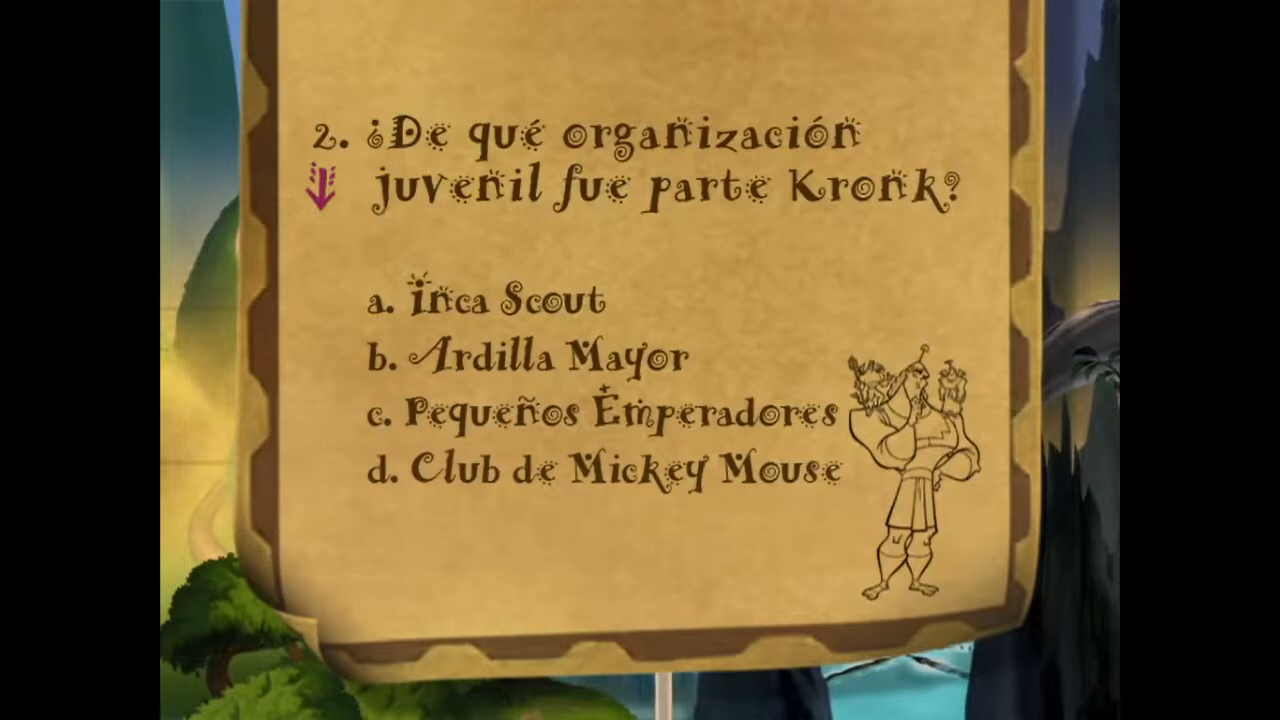 2. ¿De qué organización
juvenil fue parte Kronk?
a. Inca Scout
b. Ardilla Mayor
c. Pequeños Emperadores
d. Club de Mickey Mouse